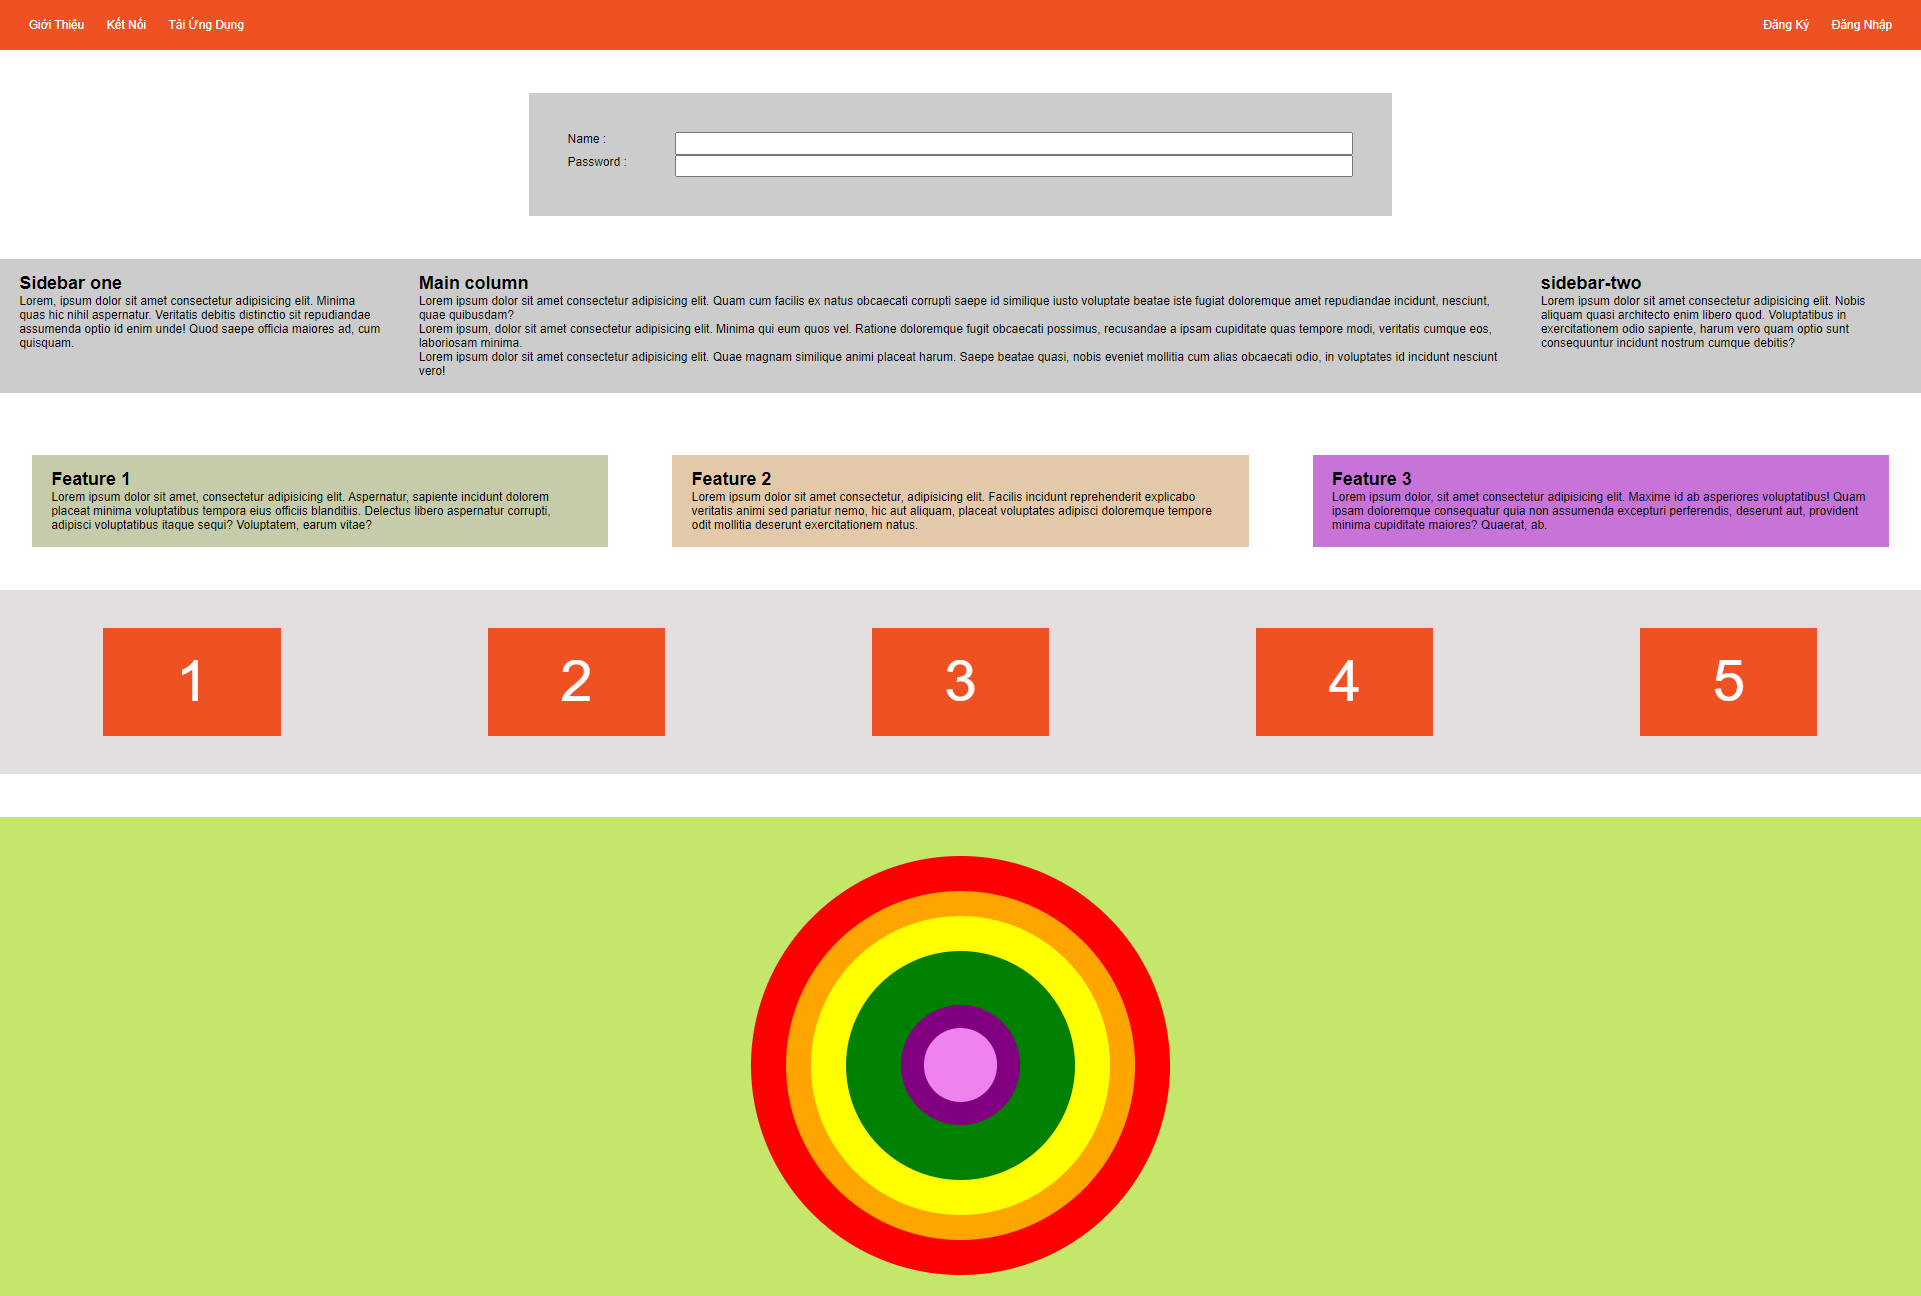 Giới Thiệu Kết Nối Tải Ứng Dụng Đăng Ký Đăng Nhập
Name :
Password :
Sidebar one
Lorem, ipsum dolor sit amet consectetur adipisicing elit. Minima
quas hic nihil aspernatur. Veritatis debitis distinctio sit repudiandae
assumenda optio id enim unde! Quod saepe officia maiores ad, cum
quisquam.
Main column
Lorem ipsum dolor sit amet consectetur adipisicing elit. Quam cum facilis ex natus obcaecati corrupti saepe id similique iusto voluptate beatae iste fugiat doloremque amet repudiandae incidunt, nesciunt,
quae quibusdam?
Lorem ipsum, dolor sit amet consectetur adipisicing elit. Minima qui eum quos vel. Ratione doloremque fugit obcaecati possimus, recusandae a ipsam cupiditate quas tempore modi, veritatis cumque eos,
laboriosam minima.
Lorem ipsum dolor sit amet consectetur adipisicing elit. Quae magnam similique animi placeat harum. Saepe beatae quasi, nobis eveniet mollitia cum alias obcaecati odio, in voluptates id incidunt nesciunt
vero!
sidebar-two
Lorem ipsum dolor sit amet consectetur adipisicing elit. Nobis
aliquam quasi architecto enim libero quod. Voluptatibus in
exercitationem odio sapiente, harum vero quam optio sunt
consequuntur incidunt nostrum cumque debitis?
Feature 1
Lorem ipsum dolor sit amet, consectetur adipisicing elit. Aspernatur, sapiente incidunt dolorem
placeat minima voluptatibus tempora eius officiis blanditiis. Delectus libero aspernatur corrupti,
adipisci voluptatibus itaque sequi? Voluptatem, earum vitae?
Feature 2
Lorem ipsum dolor sit amet consectetur, adipisicing elit. Facilis incidunt reprehenderit explicabo
veritatis animi sed pariatur nemo, hic aut aliquam, placeat voluptates adipisci doloremque tempore
odit mollitia deserunt exercitationem natus.
Feature 3
Lorem ipsum dolor, sit amet consectetur adipisicing elit. Maxime id ab asperiores voluptatibus! Quam
ipsam doloremque consequatur quia non assumenda excepturi perferendis, deserunt aut, provident
minima cupiditate maiores? Quaerat, ab.
1 2 3 4 5